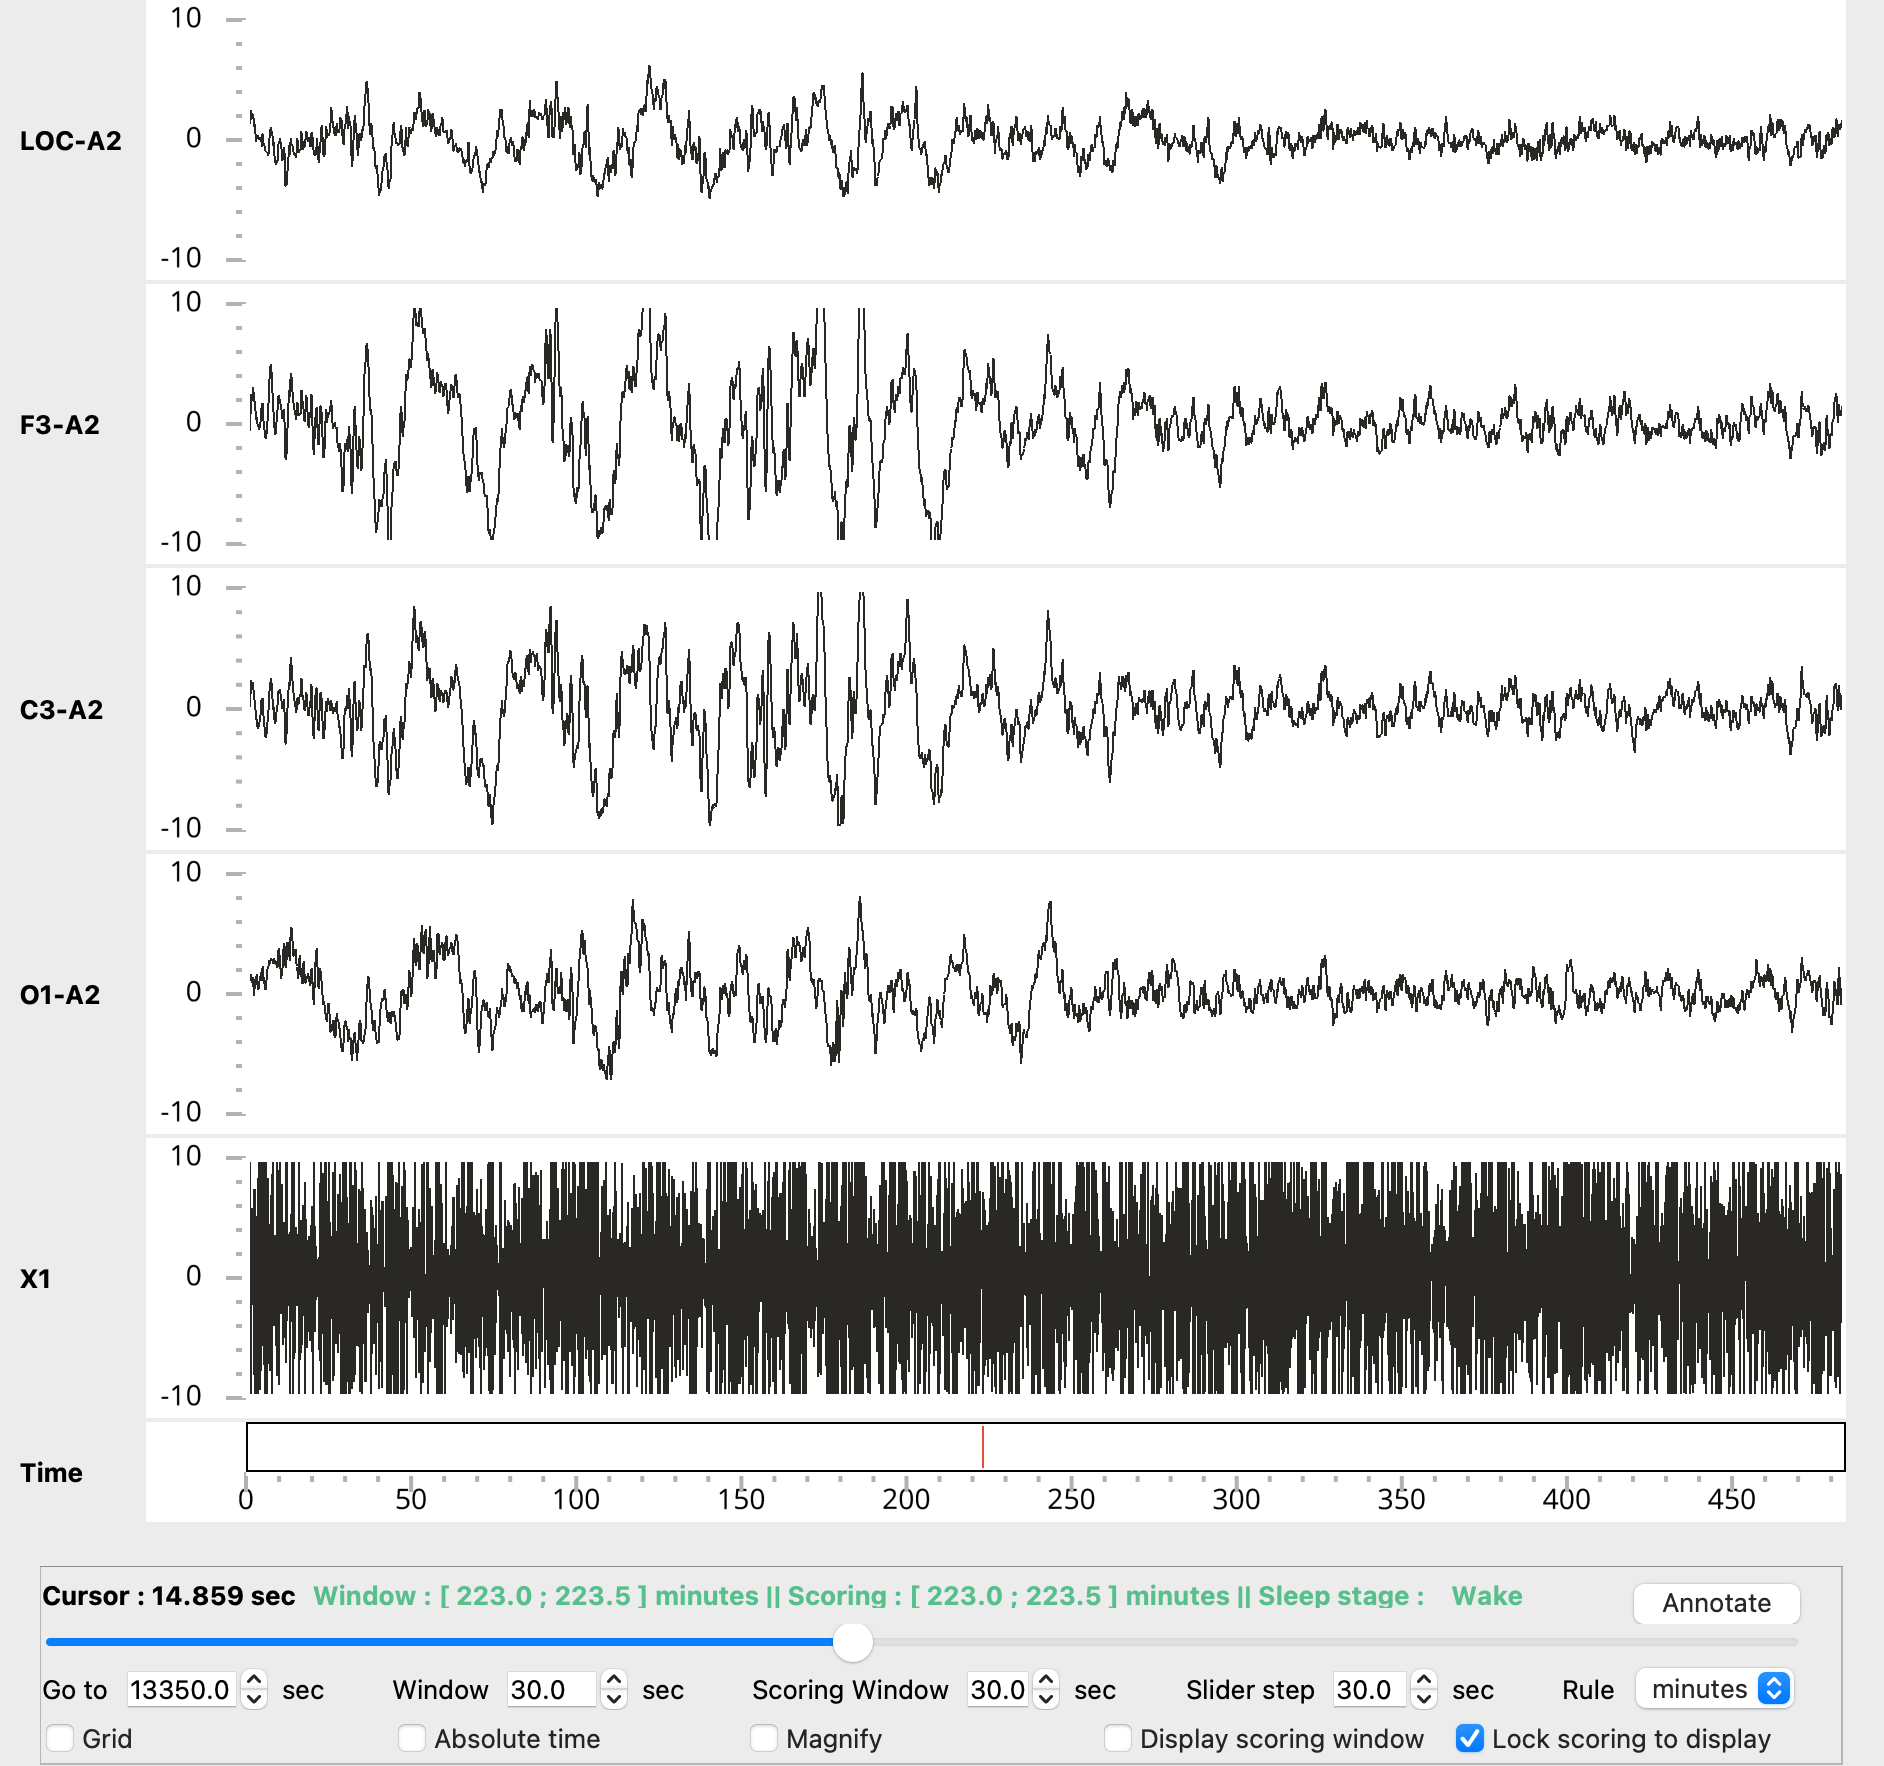 10
LOC-A2
0
-10
10
F3-A2
0
-10
10
C3-A2
0
-10
10
O1-A2
0
-10
10
X1
0
-10
Time
0 50 100 150 200 250 300 350 400 450
Cursor : 14.859 sec Window : [ 223.0 ; 223.5 ] minutes || Scoring : [ 223.0 ; 223.5 ] minutes || Sleep stage : Wake Annotate
Go to 13350.0 sec Window 30.0 sec Scoring Window 30.0 sec Slider step 30.0 sec Rule minutes
Grid Absolute time Magnify Display scoring window Lock scoring to display